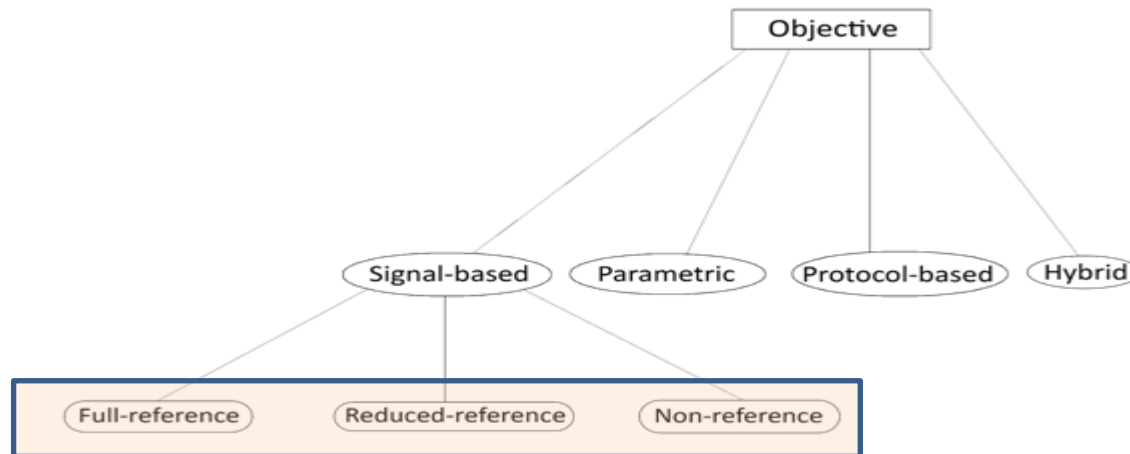 Objective
Signal-based Parametric Protocol-based Hybrid
Full-reference Reduced-reference Non-reference